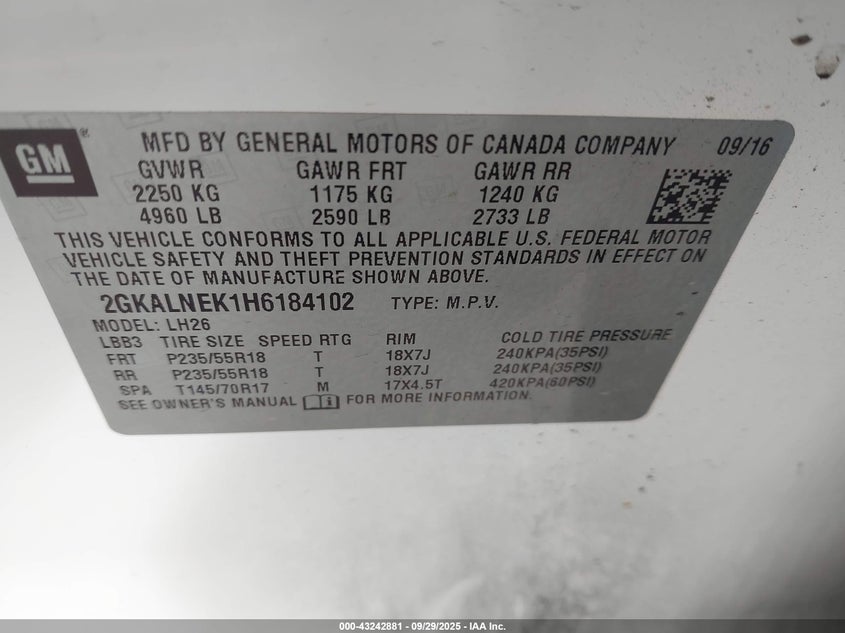 GM®
MFD BY GENERAL MOTORS OF CANADA COMPANY 09/16
GVWR GAWR FRT GAWR RR
2250 KG 1175 KG 1240 KG
4960 LB 2590 LB 2733 LB
THIS VEHICLE CONFORMS TO ALL APPLICABLE U.S. FEDERAL MOTOR
VEHICLE SAFETY AND THEFT PREVENTION STANDARDS IN EFFECT ON
THE DATE OF MANUFACTURE SHOWN ABOVE.
2GKALNEK1H6184102 TYPE: M.P.V.
MODEL: LH26
LBB3 TIRE SIZE SPEED RTG RIM COLD TIRE PRESSURE
FRT P235/55R18 T 18X7J 240KPA(35PSI)
RR P235/55R18 T 18X7J 240KPA(35PSI)
SPA T145/70R17 M 17X4.5T 420KPA(60PSI)
SEE OWNER'S MANUAL FOR MORE INFORMATION.
000-43242881 - 09/29/2025 - IAA Inc.